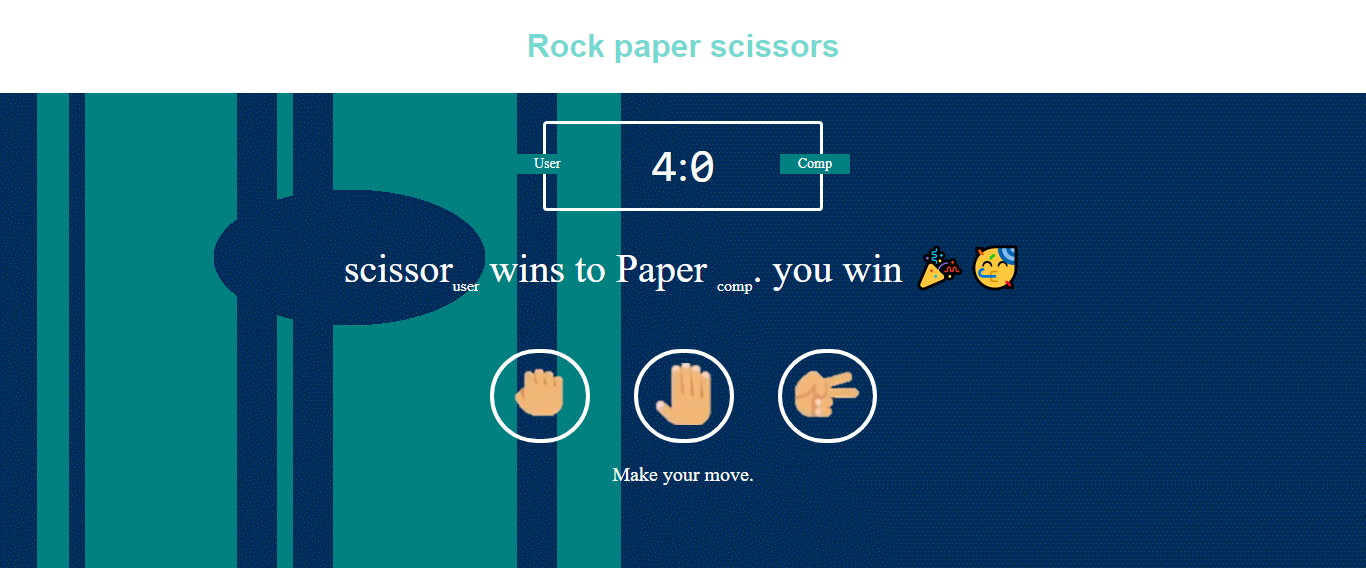 Rock paper scissors
User 4:0 Comp
scissor user wins to Paper comp. you win 🎉 🥳
Make your move.